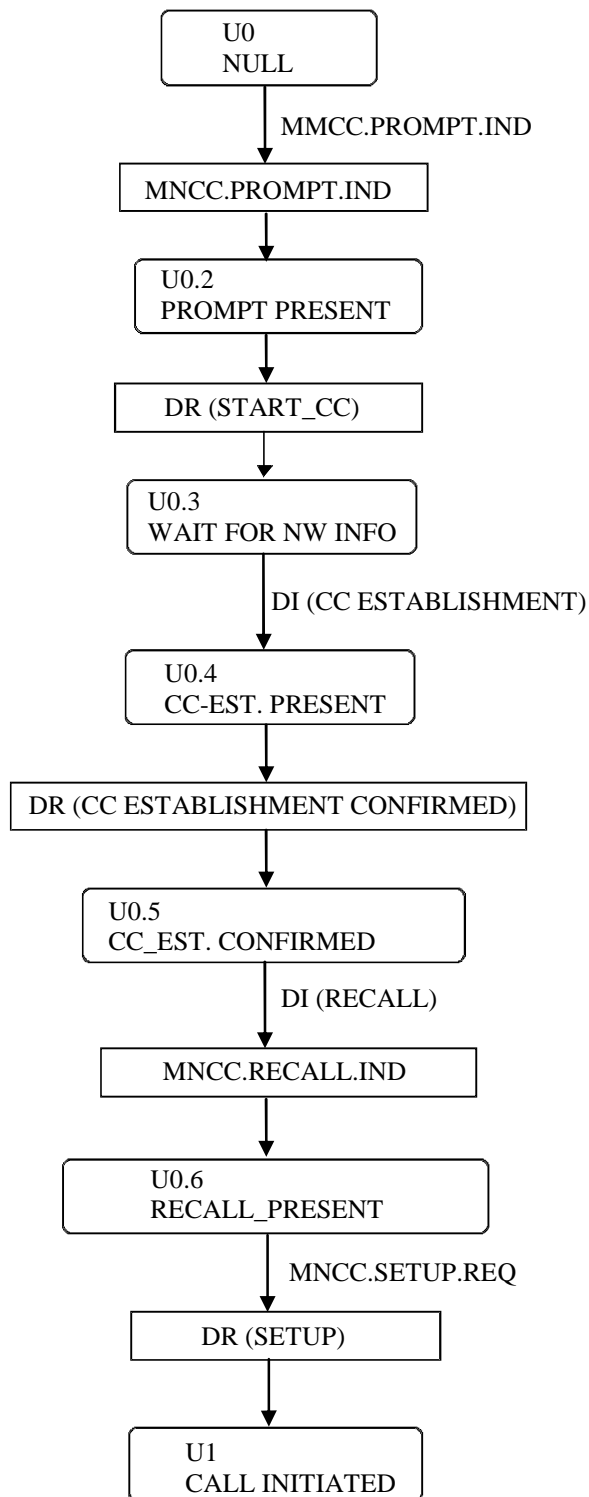 U0
NULL
MMCC.PROMPT.IND
MNCC.PROMPT.IND
U0.2
PROMPT PRESENT
DR (START_CC)
U0.3
WAIT FOR NW INFO
DI (CC ESTABLISHMENT)
U0.4
CC-EST. PRESENT
DR (CC ESTABLISHMENT CONFIRMED)
U0.5
CC_EST. CONFIRMED
DI (RECALL)
MNCC.RECALL.IND
U0.6
RECALL_PRESENT
MNCC.SETUP.REQ
DR (SETUP)
U1
CALL INITIATED